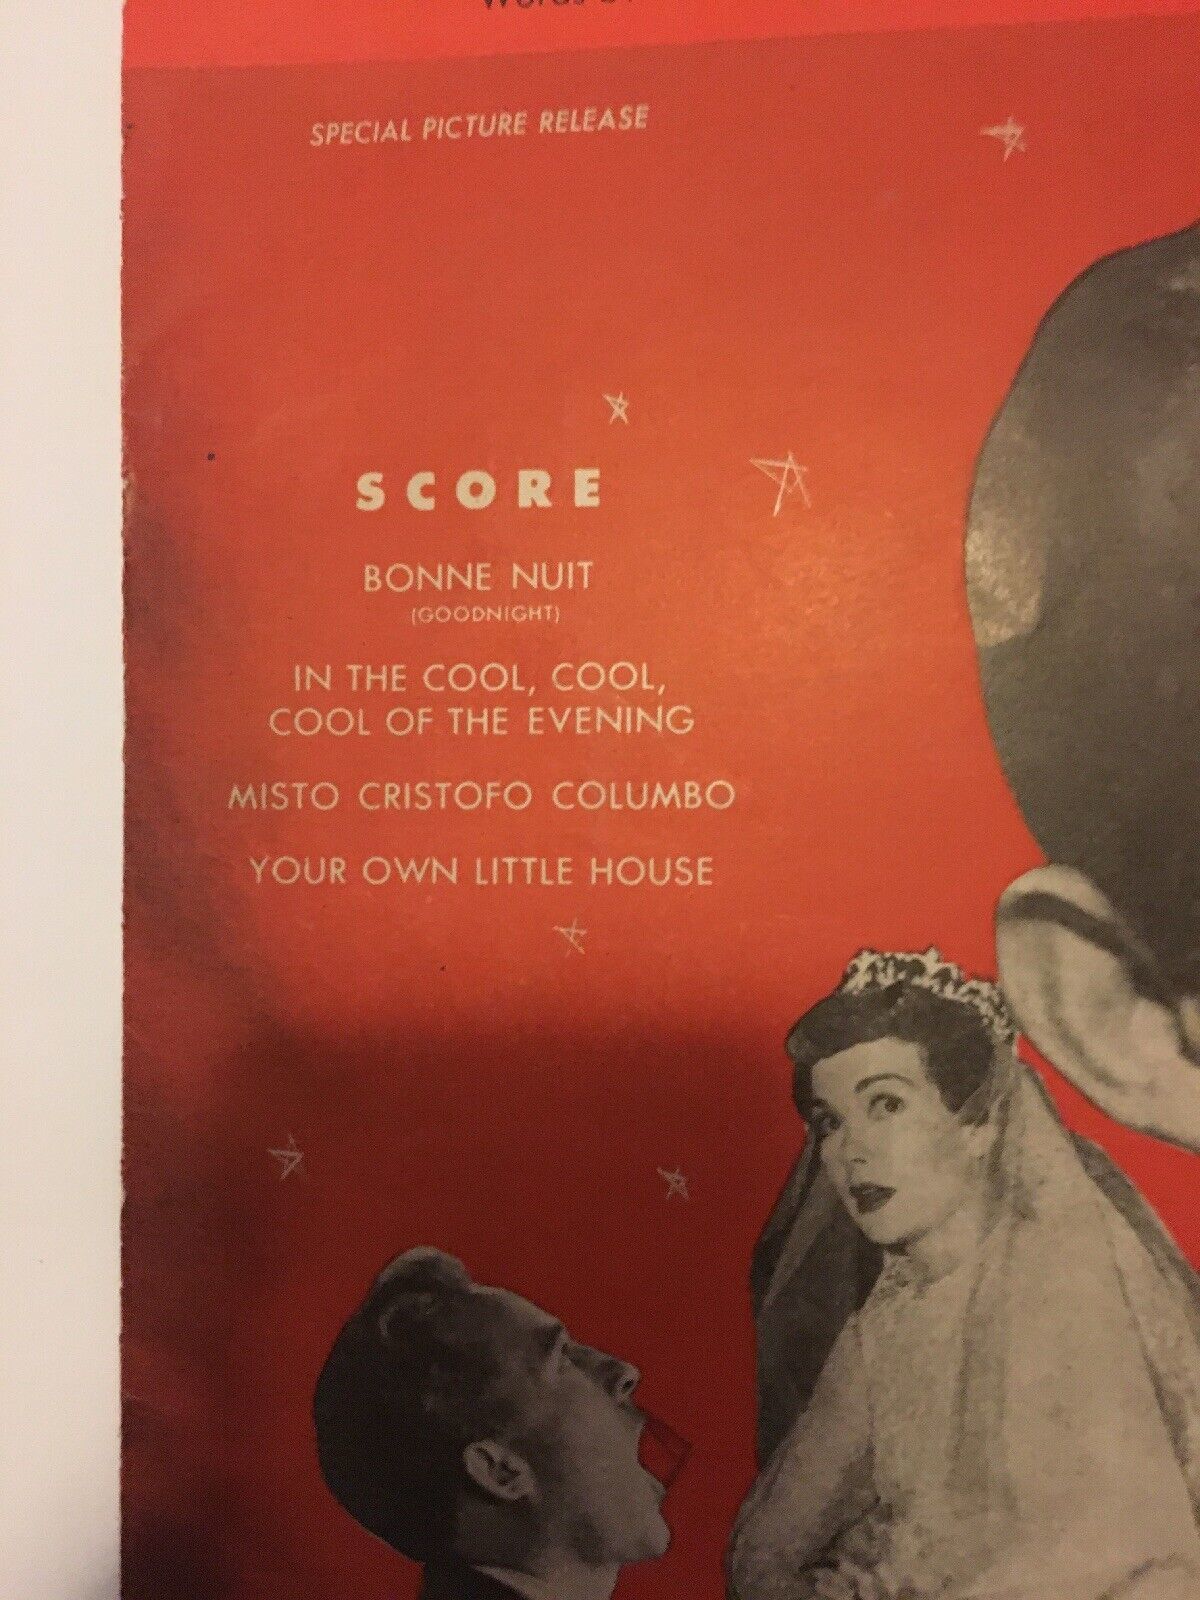 SPECIAL PICTURE RELEASE
SCORE
BONNE NUIT
(GOODNIGHT)
IN THE COOL, COOL,
COOL OF THE EVENING
MISTO CRISTOFO COLUMBO
YOUR OWN LITTLE HOUSE